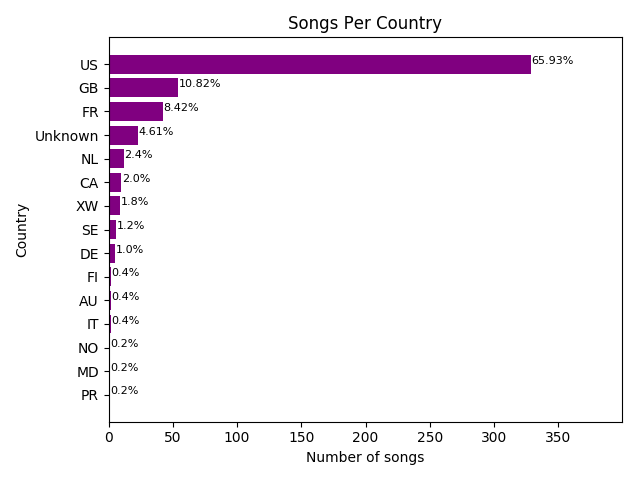 Songs Per Country
US 65.93%
GB 10.82%
FR 8.42%
Unknown 4.61%
NL 2.4%
CA 2.0%
XW 1.8%
SE 1.2%
DE 1.0%
FI 0.4%
AU 0.4%
IT 0.4%
NO 0.2%
MD 0.2%
PR 0.2%
Country
0 50 100 150 200 250 300 350
Number of songs